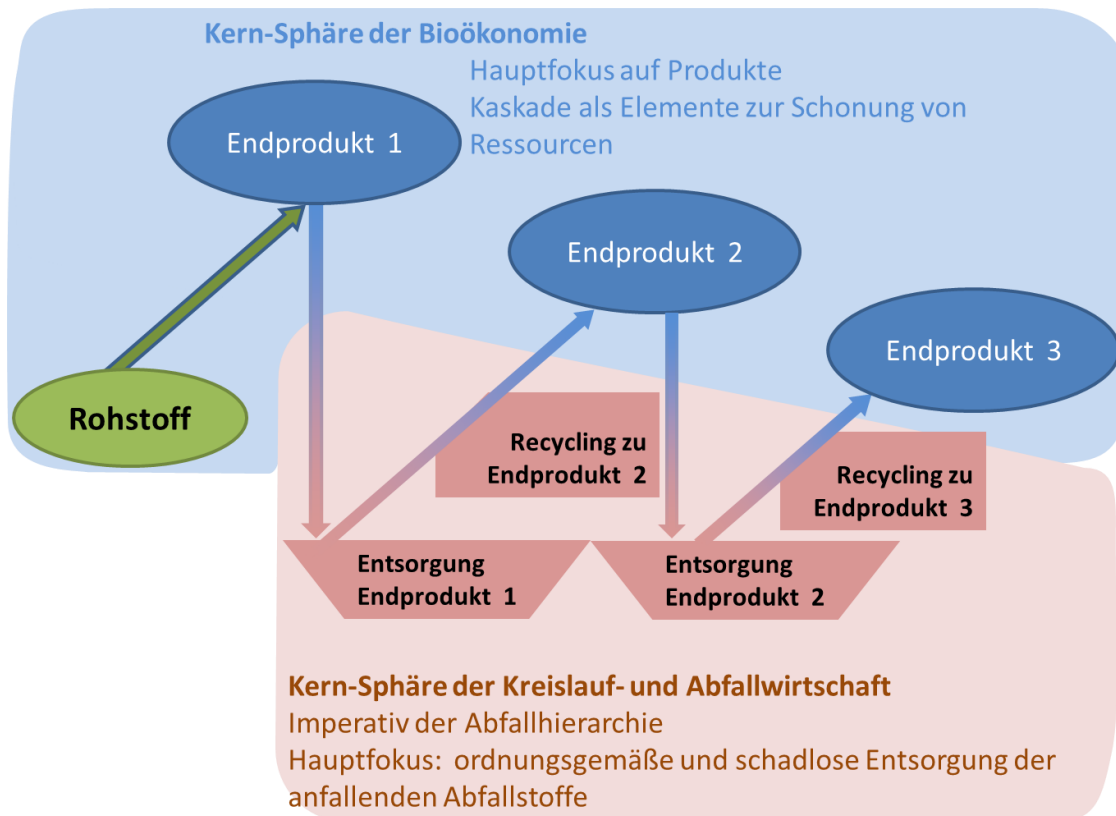 Kern-Sphäre der Bioökonomie
Hauptfokus auf Produkte
Kaskade als Elemente zur Schonung von
Ressourcen
Endprodukt 1
Endprodukt 2
Endprodukt 3
Rohstoff
Recycling zu
Endprodukt 2
Recycling zu
Endprodukt 3
Entsorgung
Endprodukt 1
Entsorgung
Endprodukt 2
Kern-Sphäre der Kreislauf- und Abfallwirtschaft
Imperativ der Abfallhierarchie
Hauptfokus: ordnungsgemäße und schadlose Entsorgung der
anfallenden Abfallstoffe